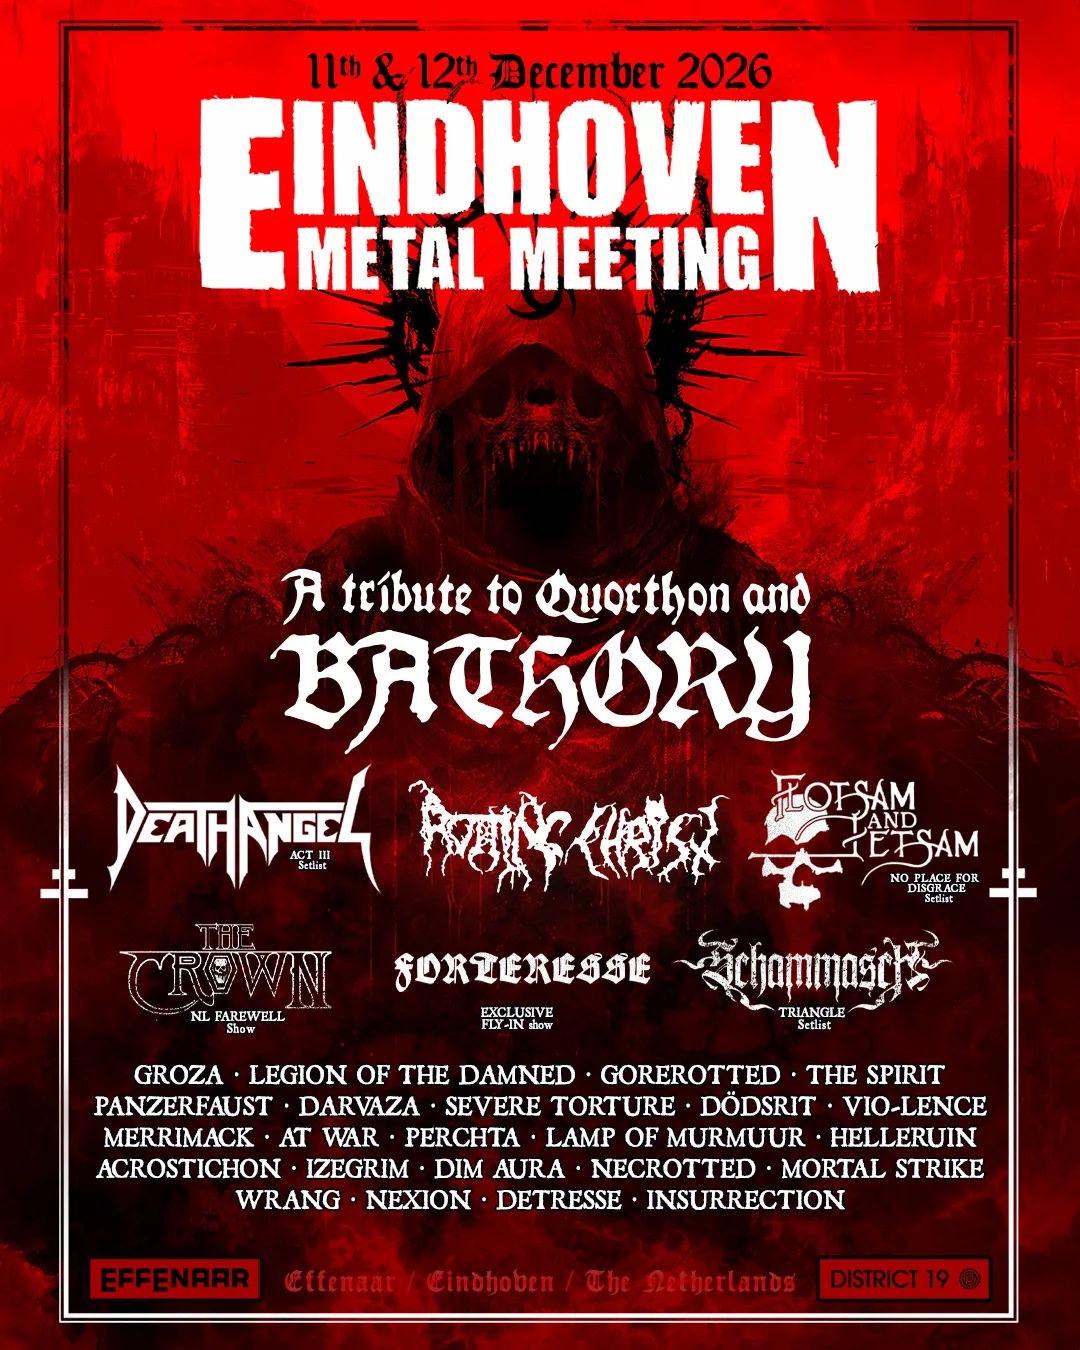 11th & 12th December 2026
EINDHOVEN
METAL MEETING
A tribute to Quorthon and
BATHORY
DEATH ANGEL
ACT III
Setlist
ROTTING CHRIST
FLOTSAM
AND
JETSAM
NO PLACE FOR
DISGRACE
Setlist
THE
CROWN
NL FAREWELL
Show
FORTERESSE
EXCLUSIVE
FLY-IN show
Schammasch
TRIANGLE
Setlist
GROZA · LEGION OF THE DAMNED · GOREROTTED · THE SPIRIT
PANZERFAUST · DARVAZA · SEVERE TORTURE · DÖDSRIT · VIO-LENCE
MERRIMACK · AT WAR · PERCHTA · LAMP OF MURMUUR · HELLERUIN
ACROSTICHON · IZEGRIM · DIM AURA · NECROTTED · MORTAL STRIKE
WRANG · NEXION · DETRESSE · INSURRECTION
EFFENAAR
Effenaar / Eindhoven / The Netherlands
DISTRICT 19